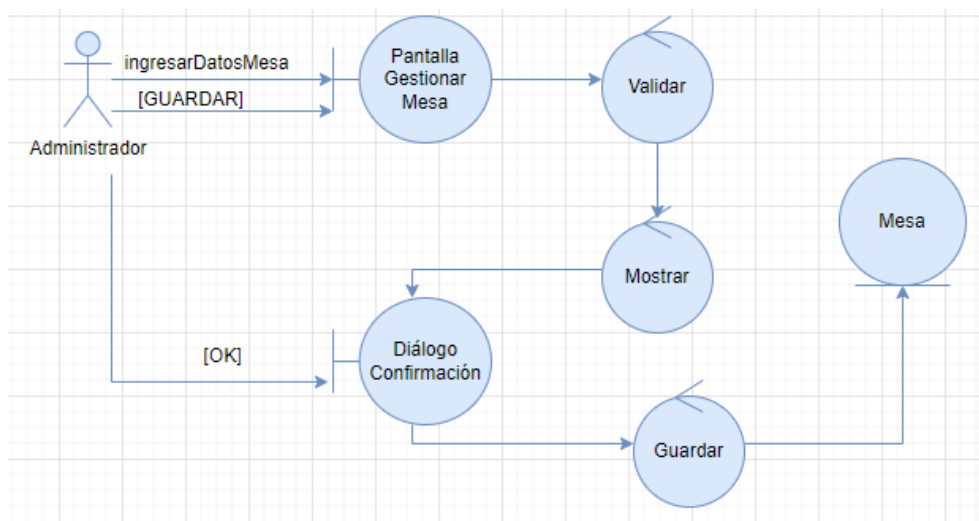 ingresarDatosMesa
[GUARDAR]
Administrador
Pantalla
Gestionar
Mesa
Validar
Mesa
Mostrar
[OK]
Diálogo
Confirmación
Guardar